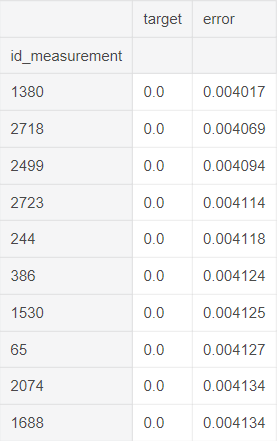 target error
id_measurement
1380 0.0 0.004017
2718 0.0 0.004069
2499 0.0 0.004094
2723 0.0 0.004114
244 0.0 0.004118
386 0.0 0.004124
1530 0.0 0.004125
65 0.0 0.004127
2074 0.0 0.004134
1688 0.0 0.004134